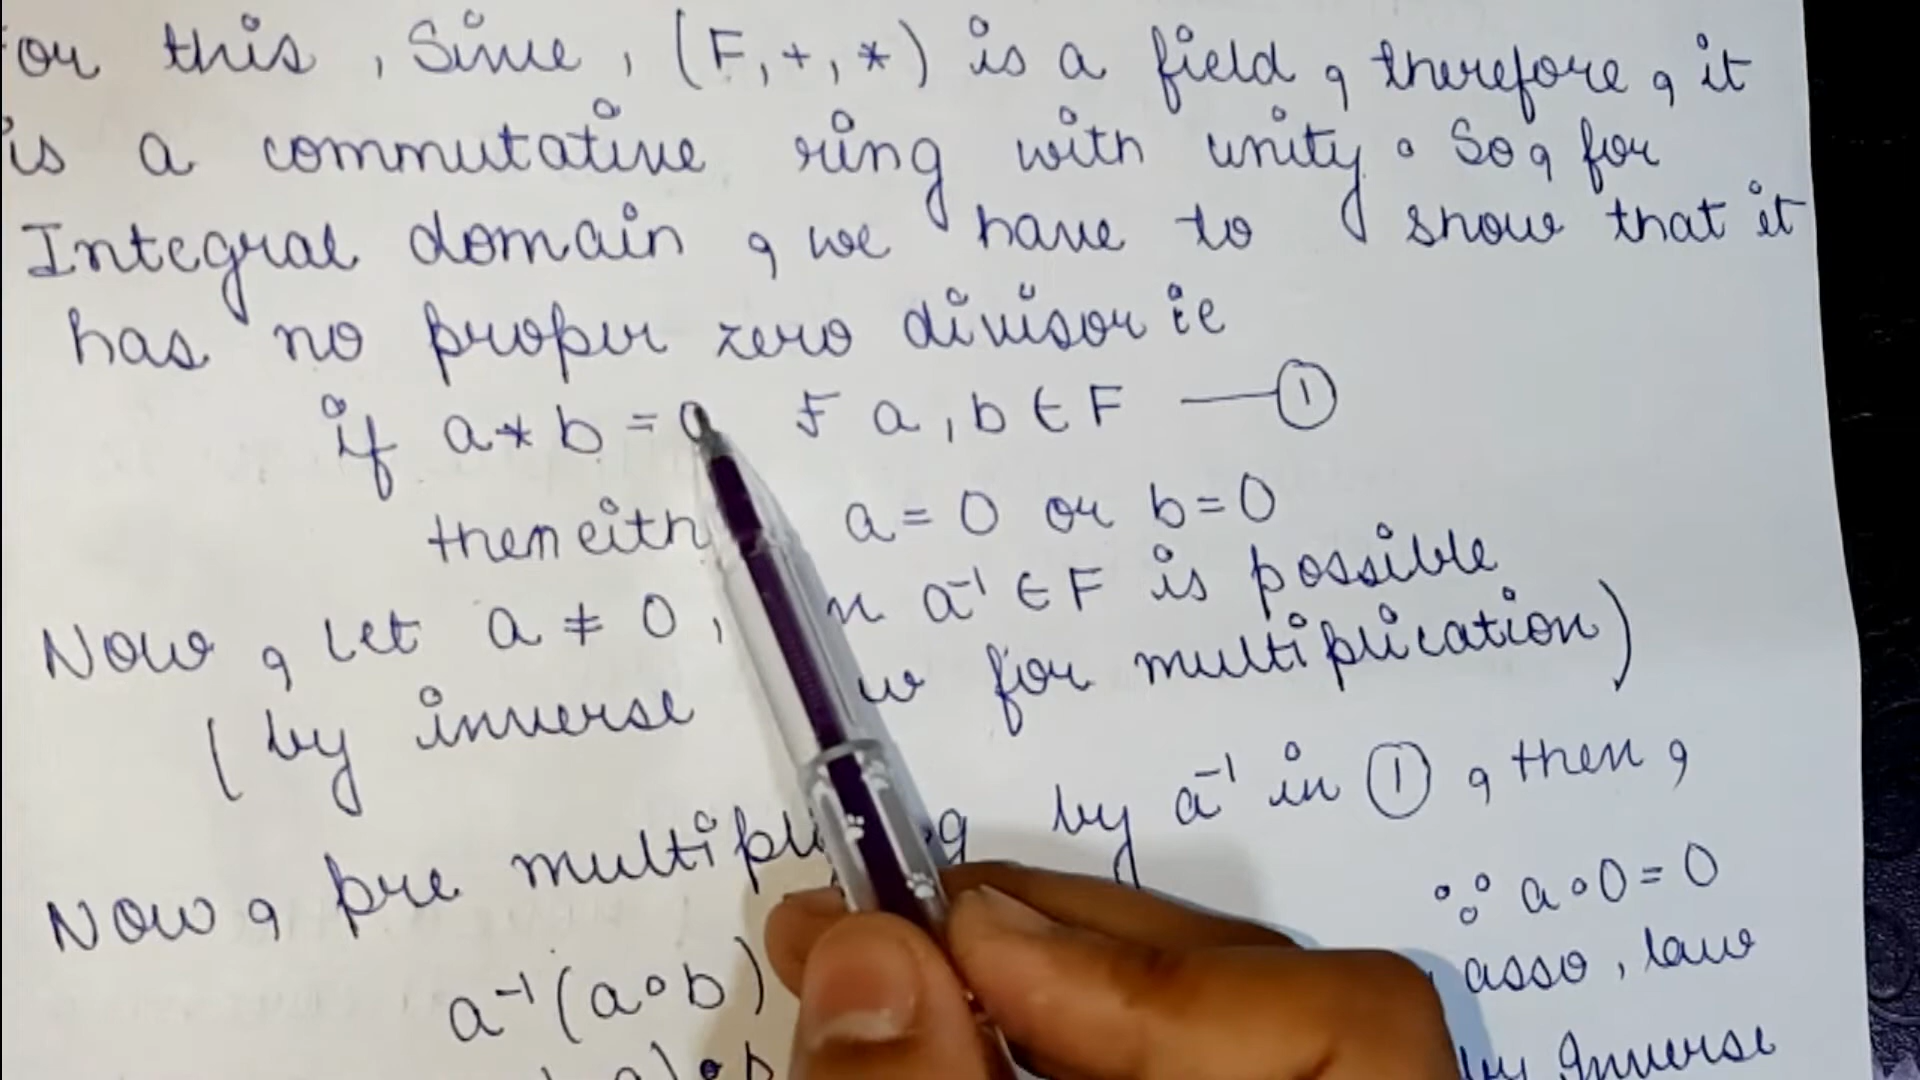 or this , Since , (F, +, *) is a field , therefore , it
is a commutative ring with unity. So, for
Integral domain , we have to show that it
has no proper zero divisor ie
if a * b = 0 F a, b ∈ F — ①
then eith a = 0 or b = 0
Now , let a ≠ 0, n a⁻¹ ∈ F is possible
(by inverse w for multiplication)
Now , pre multipl g by a⁻¹ in ① , then ,
∵ a∘0 = 0
a⁻¹(a∘b) asso, law
a)∘b by Inverse